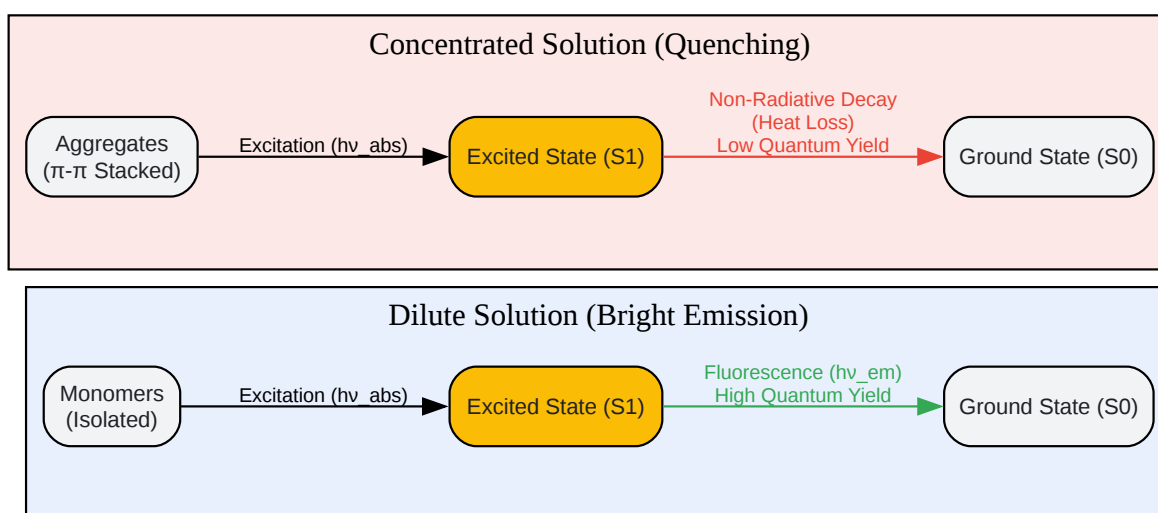 Concentrated Solution (Quenching)
Aggregates
(π-π Stacked)
Excitation (hν_abs)
Excited State (S1)
Non-Radiative Decay
(Heat Loss)
Low Quantum Yield
Ground State (S0)
Dilute Solution (Bright Emission)
Monomers
(Isolated)
Excitation (hν_abs)
Excited State (S1)
Fluorescence (hν_em)
High Quantum Yield
Ground State (S0)